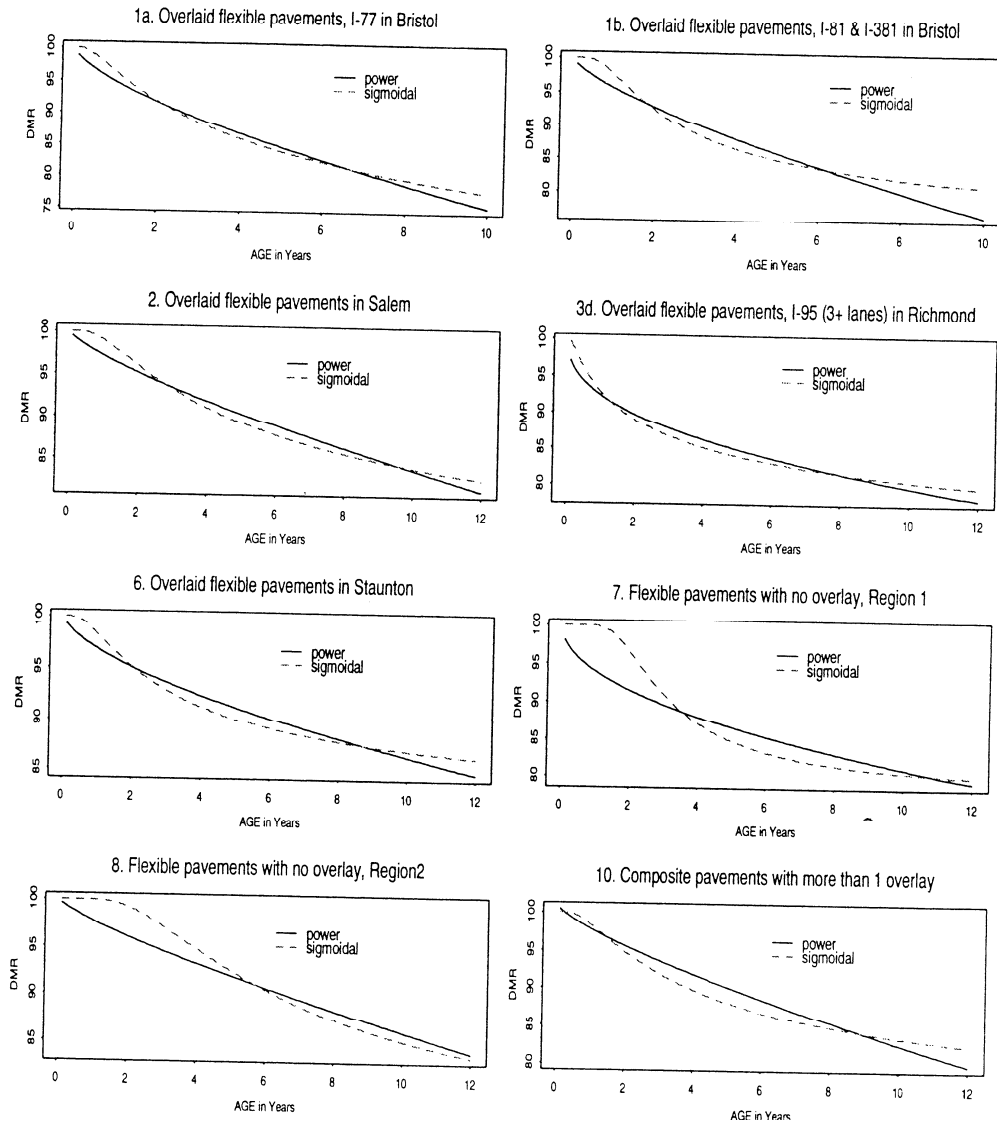 1a. Overlaid flexible pavements, I-77 in Bristol
100
95
90
85
80
75
DMR
power
sigmoidal
0 2 4 6 8 10
AGE in Years
1b. Overlaid flexible pavements, I-81 & I-381 in Bristol
100
95
90
85
80
DMR
power
sigmoidal
0 2 4 6 8 10
AGE in Years
2. Overlaid flexible pavements in Salem
100
95
90
85
DMR
power
sigmoidal
0 2 4 6 8 10 12
AGE in Years
3d. Overlaid flexible pavements, I-95 (3+ lanes) in Richmond
100
95
90
85
80
DMR
power
sigmoidal
0 2 4 6 8 10 12
AGE in Years
6. Overlaid flexible pavements in Staunton
100
95
90
85
DMR
power
sigmoidal
0 2 4 6 8 10 12
AGE in Years
7. Flexible pavements with no overlay, Region 1
100
95
90
85
80
DMR
power
sigmoidal
0 2 4 6 8 10 12
AGE in Years
8. Flexible pavements with no overlay, Region2
100
95
90
85
DMR
power
sigmoidal
0 2 4 6 8 10 12
AGE in Years
10. Composite pavements with more than 1 overlay
100
95
90
85
80
DMR
power
sigmoidal
0 2 4 6 8 10 12
AGE in Years